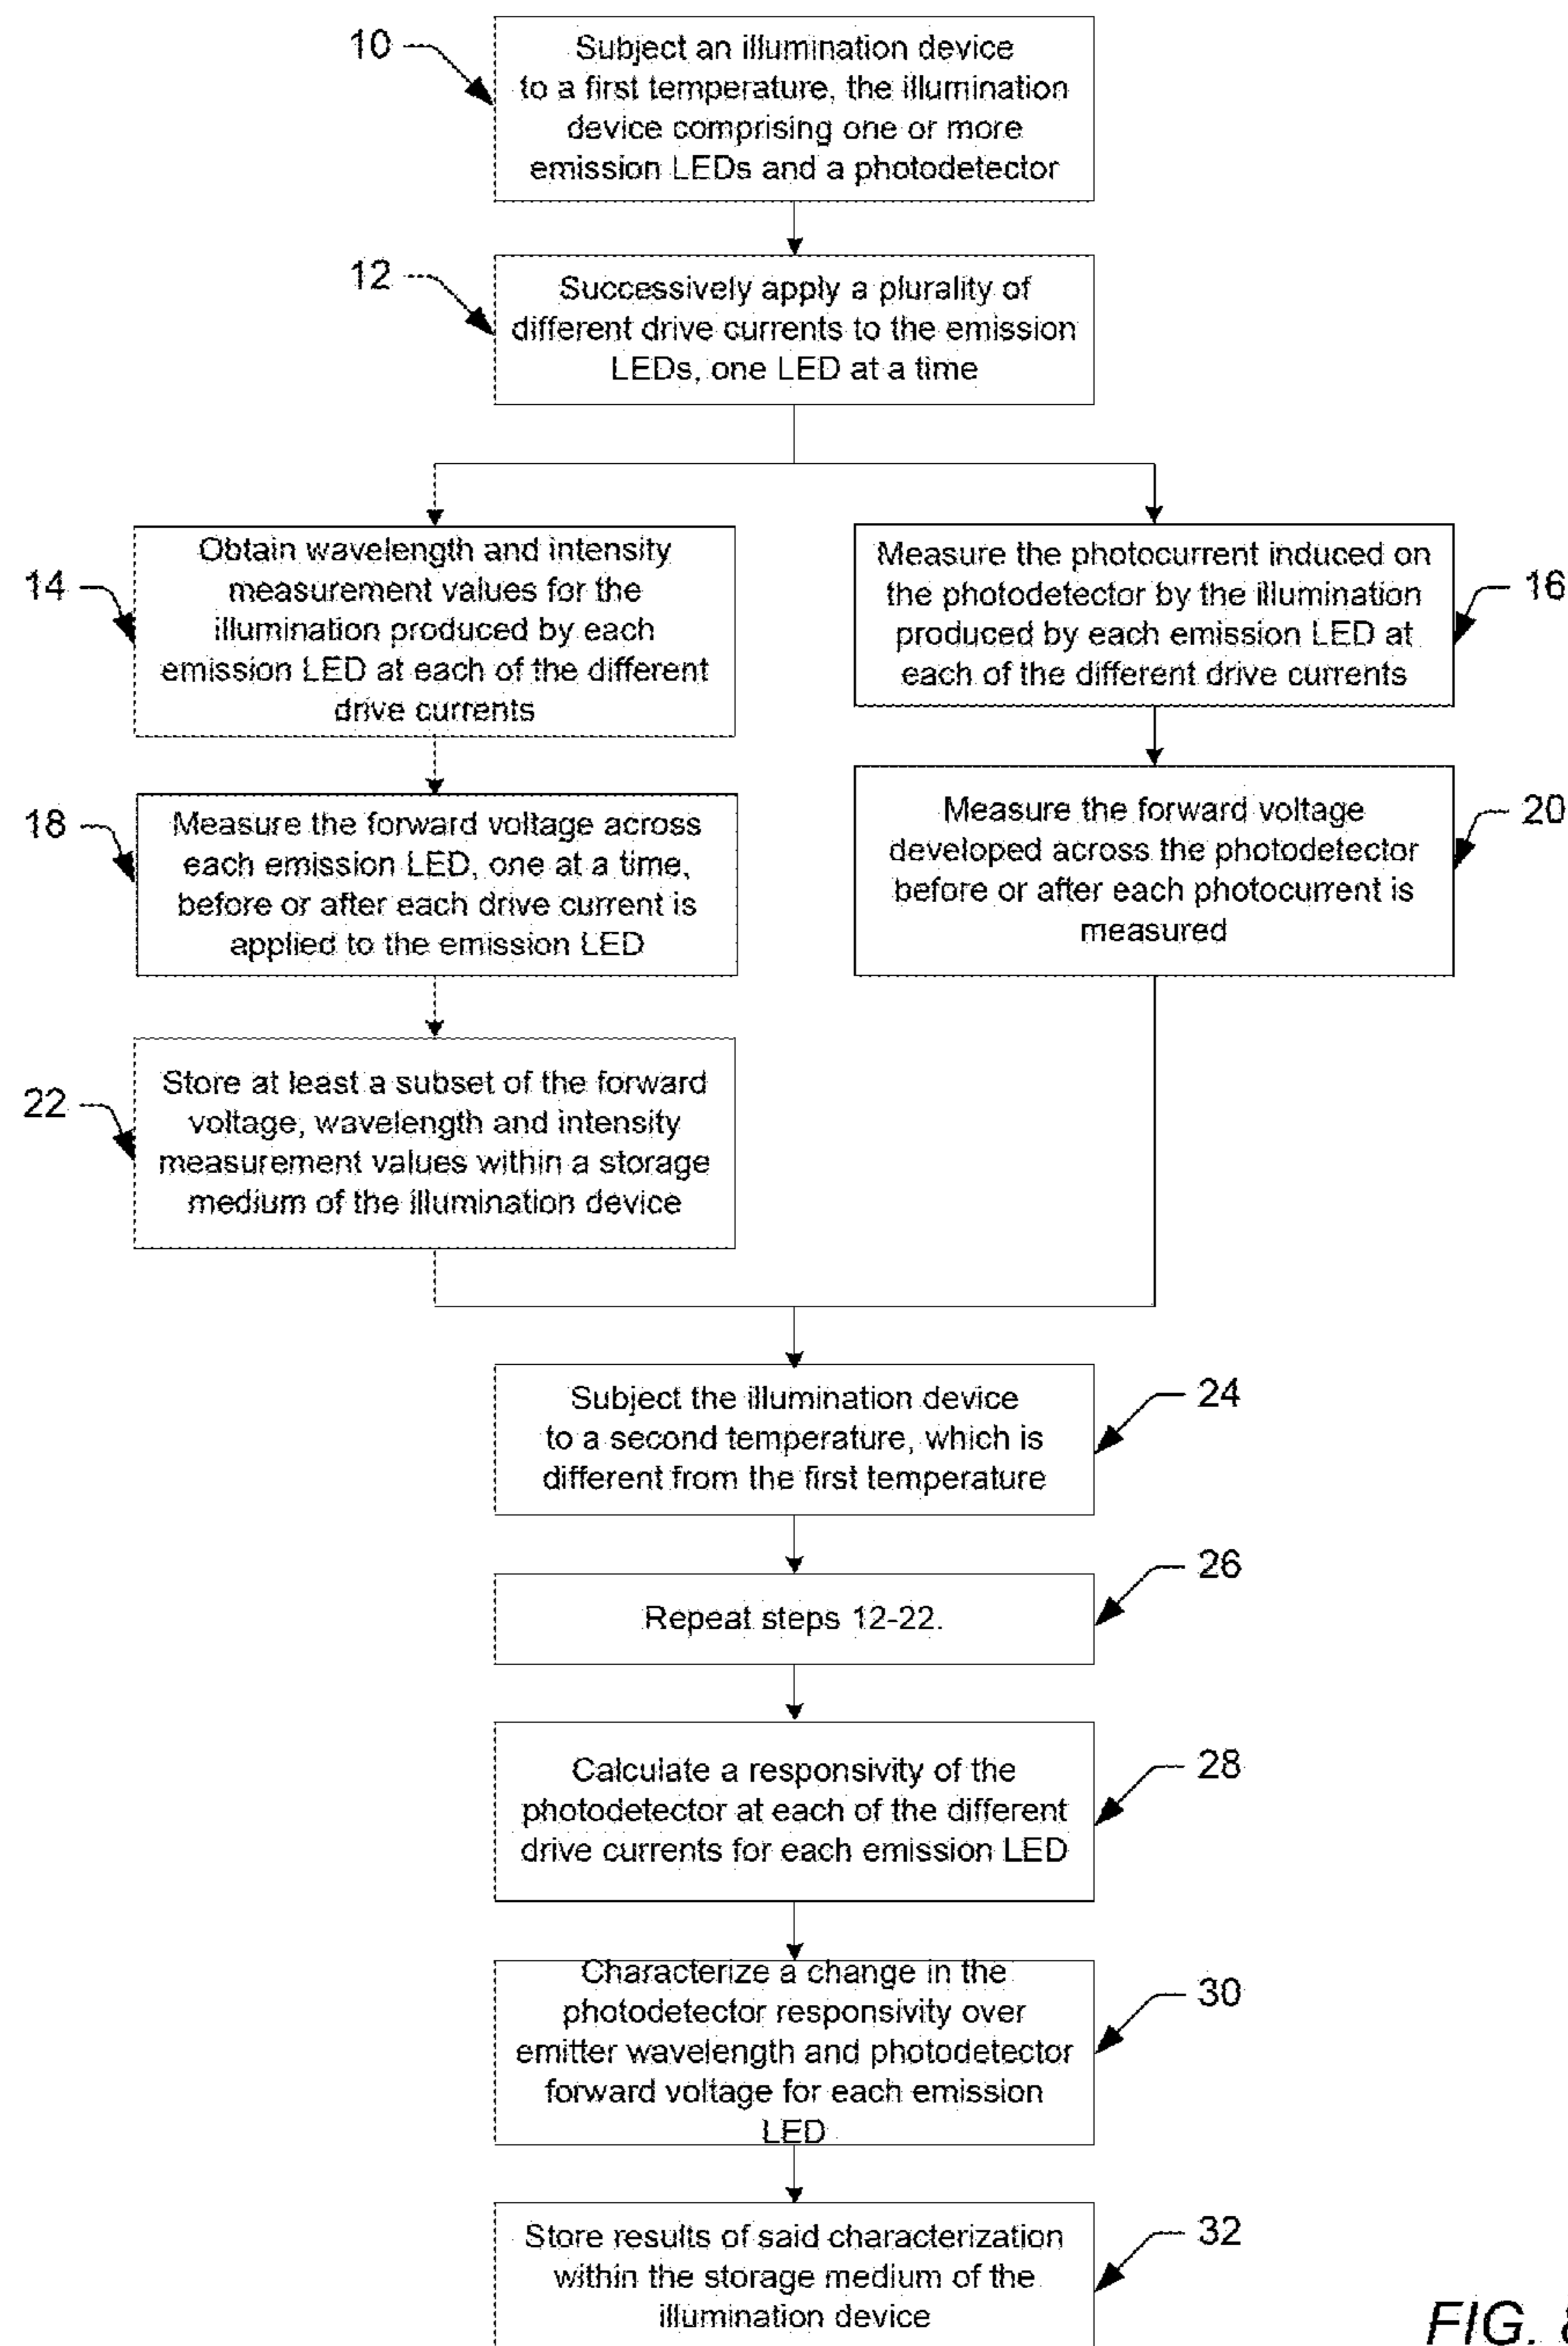 10
Subject an illumination device
to a first temperature, the illumination
device comprising one or more
emission LEDs and a photodetector
12
Successively apply a plurality of
different drive currents to the emission
LEDs, one LED at a time
14
Obtain wavelength and intensity
measurement values for the
illumination produced by each
emission LED at each of the different
drive currents
Measure the photocurrent induced on
the photodetector by the illumination
produced by each emission LED at
each of the different drive currents
16
18
Measure the forward voltage across
each emission LED, one at a time,
before or after each drive current is
applied to the emission LED
Measure the forward voltage
developed across the photodetector
before or after each photocurrent is
measured
20
22
Store at least a subset of the forward
voltage, wavelength and intensity
measurement values within a storage
medium of the illumination device
Subject the illumination device
to a second temperature, which is
different from the first temperature
24
Repeat steps 12-22.
26
Calculate a responsivity of the
photodetector at each of the different
drive currents for each emission LED
28
Characterize a change in the
photodetector responsivity over
emitter wavelength and photodetector
forward voltage for each emission
LED
30
Store results of said characterization
within the storage medium of the
illumination device
32
FIG.